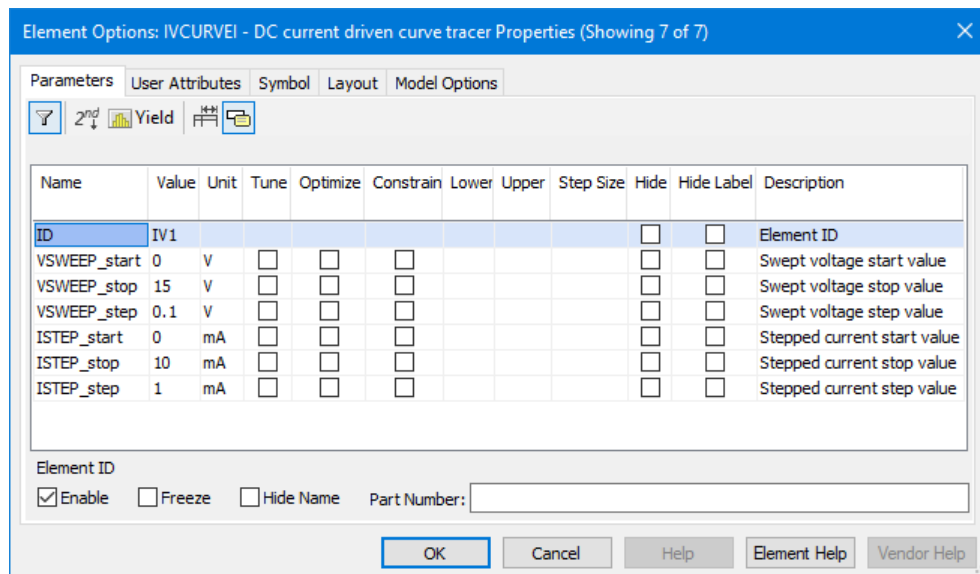 Element Options: IVCURVEI - DC current driven curve tracer Properties (Showing 7 of 7)
Parameters User Attributes Symbol Layout Model Options
2nd Yield
Name Value Unit Tune Optimize Constrain Lower Upper Step Size Hide Hide Label Description
ID IV1 Element ID
VSWEEP_start 0 V Swept voltage start value
VSWEEP_stop 15 V Swept voltage stop value
VSWEEP_step 0.1 V Swept voltage step value
ISTEP_start 0 mA Stepped current start value
ISTEP_stop 10 mA Stepped current stop value
ISTEP_step 1 mA Stepped current step value
Element ID
Enable Freeze Hide Name Part Number:
OK Cancel Help Element Help Vendor Help